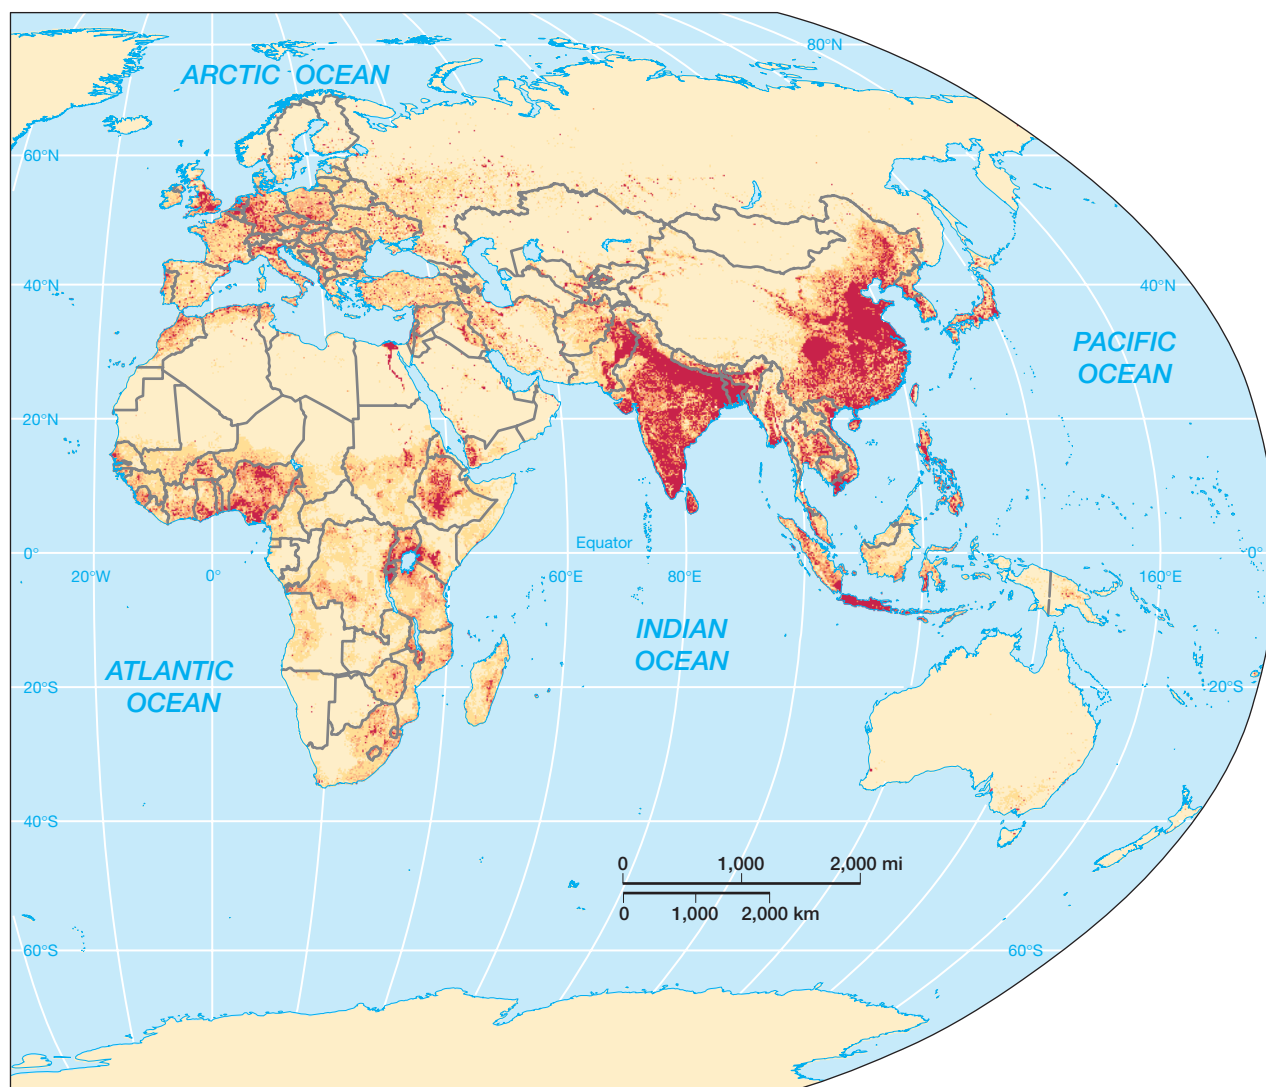 80°N
ARCTIC OCEAN
60°N
40°N
40°N
PACIFIC
OCEAN
20°N
Equator
0°
0°
20°W
0°
60°E
80°E
160°E
INDIAN
OCEAN
ATLANTIC
OCEAN
20°S
20°S
40°S
0
1,000
2,000 mi
0
1,000
2,000 km
60°S
60°S